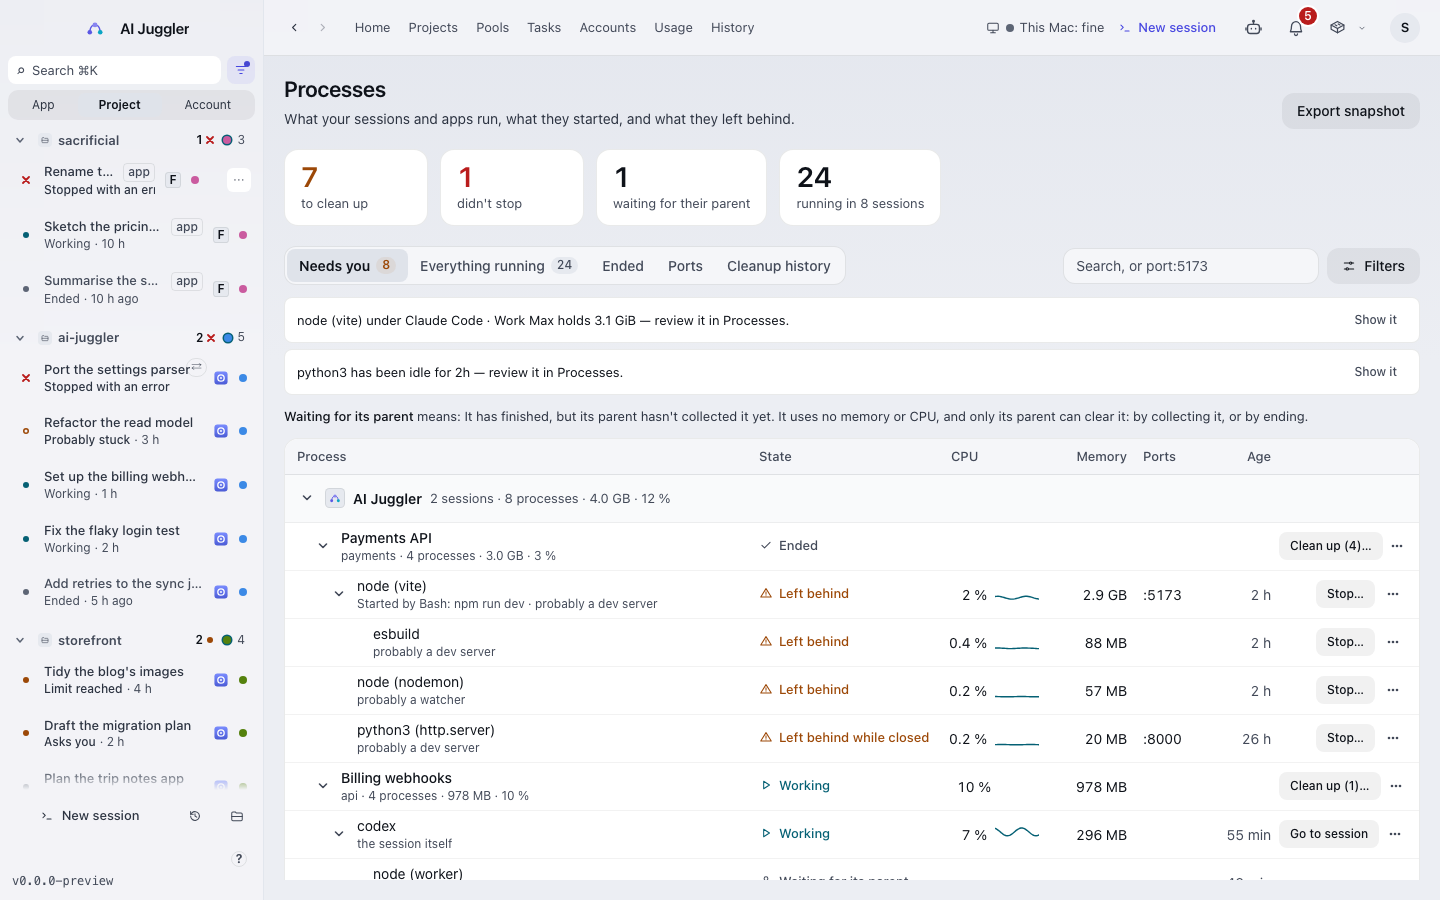 AI Juggler
Search ⌘K
App Project Account
sacrificial 1 3
Rename t... app F
Stopped with an err
Sketch the pricin... app F
Working · 10 h
Summarise the s... app F
Ended · 10 h ago
ai-juggler 2 5
Port the settings parser
Stopped with an error
Refactor the read model
Probably stuck · 3 h
Set up the billing webh...
Working · 1 h
Fix the flaky login test
Working · 2 h
Add retries to the sync j...
Ended · 5 h ago
storefront 2 4
Tidy the blog's images
Limit reached · 4 h
Draft the migration plan
Asks you · 2 h
Plan the trip notes app
New session
?
v0.0.0-preview
Home Projects Pools Tasks Accounts Usage History
This Mac: fine New session 5 S
Processes
What your sessions and apps run, what they started, and what they left behind.
Export snapshot
7
to clean up
1
didn't stop
1
waiting for their parent
24
running in 8 sessions
Needs you 8 Everything running 24 Ended Ports Cleanup history
Search, or port:5173 Filters
node (vite) under Claude Code · Work Max holds 3.1 GiB — review it in Processes. Show it
python3 has been idle for 2h — review it in Processes. Show it
Waiting for its parent means: It has finished, but its parent hasn't collected it yet. It uses no memory or CPU, and only its parent can clear it: by collecting it, or by ending.
Process State CPU Memory Ports Age
AI Juggler 2 sessions · 8 processes · 4.0 GB · 12 %
Payments API Ended Clean up (4)... ...
payments · 4 processes · 3.0 GB · 3 %
node (vite) Left behind 2 % 2.9 GB :5173 2 h Stop... ...
Started by Bash: npm run dev · probably a dev server
esbuild Left behind 0.4 % 88 MB 2 h Stop... ...
probably a dev server
node (nodemon) Left behind 0.2 % 57 MB 2 h Stop... ...
probably a watcher
python3 (http.server) Left behind while closed 0.2 % 20 MB :8000 26 h Stop... ...
probably a dev server
Billing webhooks Working 10 % 978 MB Clean up (1)... ...
api · 4 processes · 978 MB · 10 %
codex Working 7 % 296 MB 55 min Go to session ...
the session itself
node (worker) Waiting for its parent